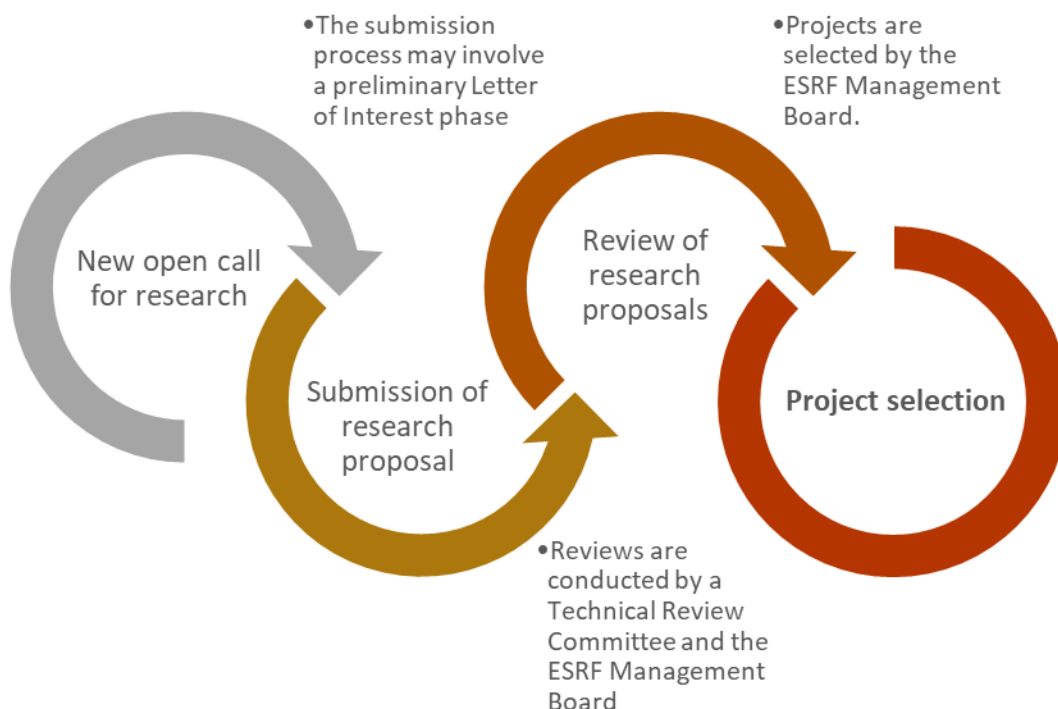 •The submission
process may involve
a preliminary Letter
of Interest phase
•Projects are
selected by the
ESRF Management
Board.
New open call
for research
Submission of
research
proposal
Review of
research
proposals
Project selection
•Reviews are
conducted by a
Technical Review
Committee and the
ESRF Management
Board